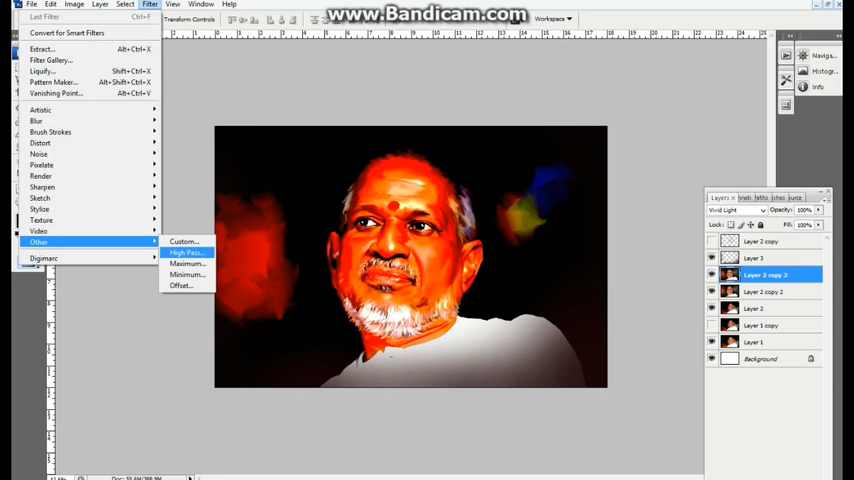 www.Bandicam.com
File Edit Image Layer Select Filter View Window Help
Transform Controls
Workspace
Last Filter Ctrl+F
Convert for Smart Filters
Extract... Alt+Ctrl+X
Filter Gallery...
Liquify... Shift+Ctrl+X
Pattern Maker... Alt+Shift+Ctrl+X
Vanishing Point... Alt+Ctrl+V
Artistic
Blur
Brush Strokes
Distort
Noise
Pixelate
Render
Sharpen
Sketch
Stylize
Texture
Video
Other
Digimarc
Custom...
High Pass...
Maximum...
Minimum...
Offset...
Naviga...
Histogr...
Info
Layers
Vivid Light Opacity: 100%
Lock: Fill: 100%
Layer 2 copy
Layer 3
Layer 2 copy 3
Layer 2 copy 2
Layer 2
Layer 1 copy
Layer 1
Background